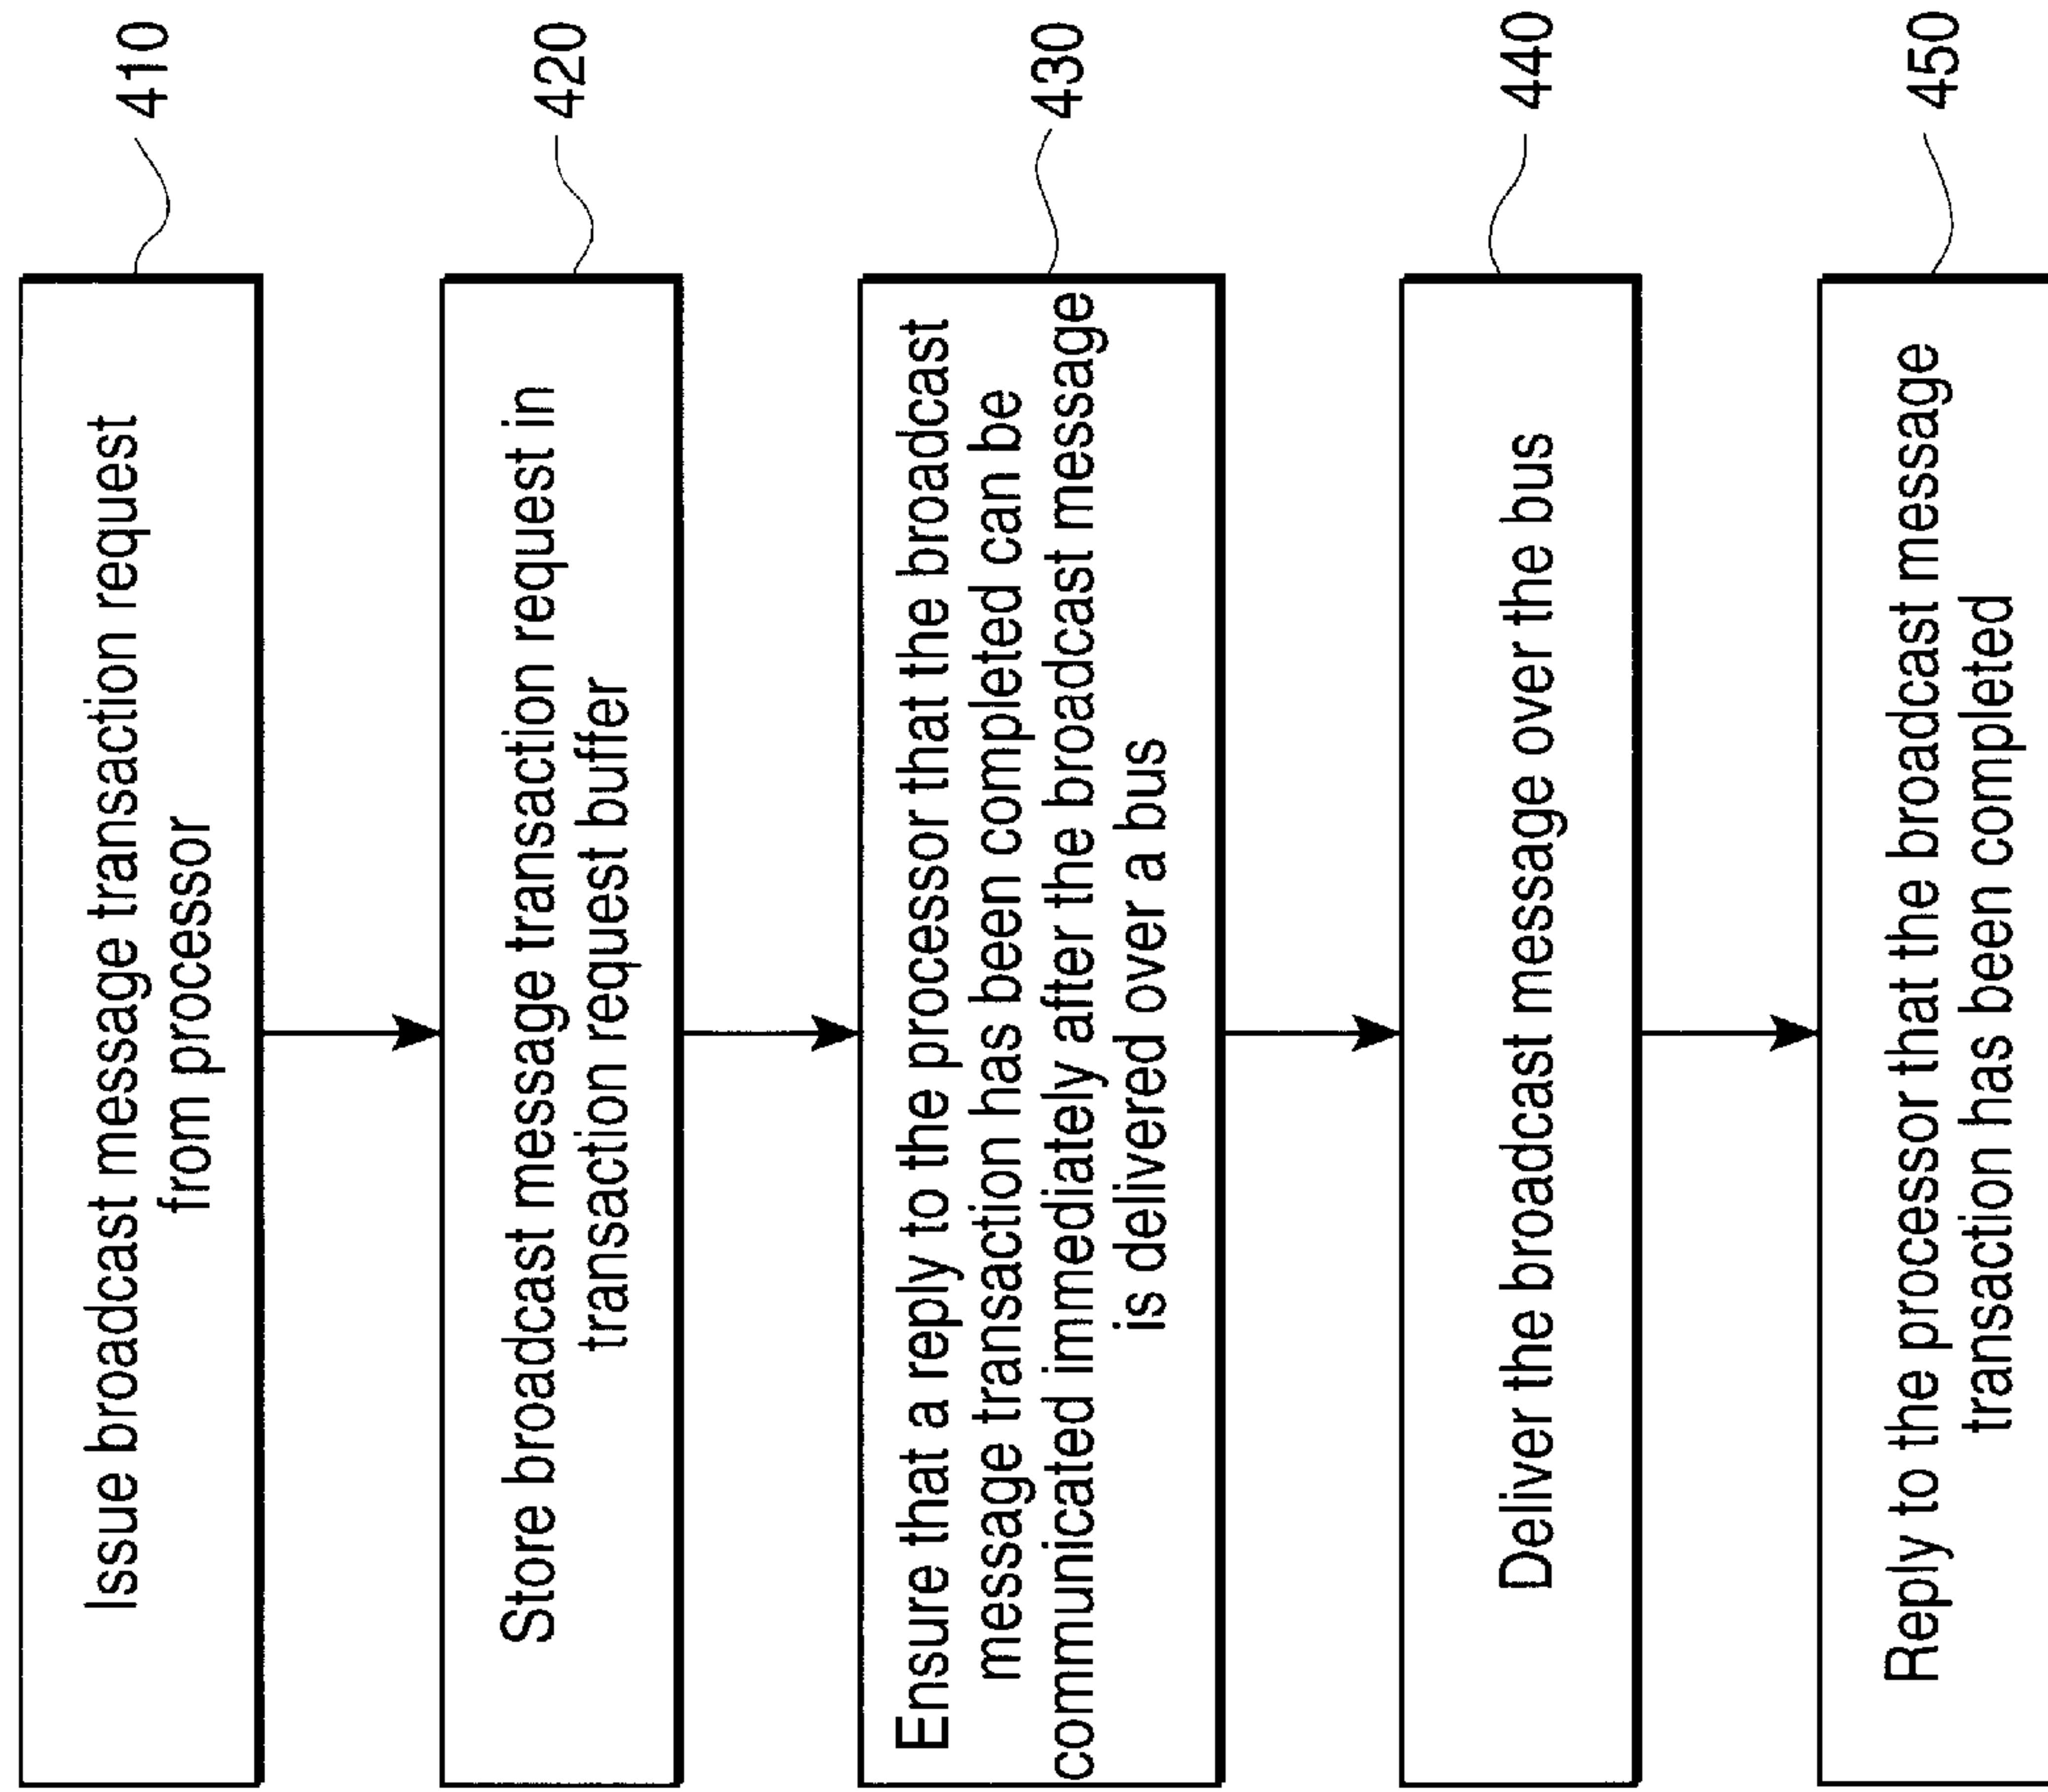 Issue broadcast message transaction request
from processor
410
Store broadcast message transaction request in
transaction request buffer
420
Ensure that a reply to the processor that the broadcast
message transaction has been completed can be
communicated immediately after the broadcast message
is delivered over a bus
430
Deliver the broadcast message over the bus
440
Reply to the processor that the broadcast message
transaction has been completed
450